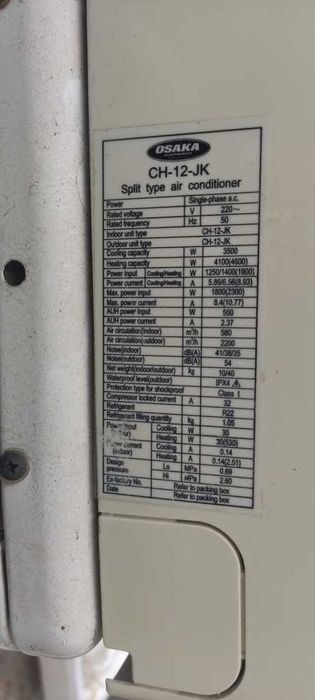 OSAKA
CH-12-JK
Split type air conditioner
Power Single-phase a.c.
Rated voltage V 220~
Rated frequency Hz 50
Indoor unit type CH-12-JK
Outdoor unit type CH-12-JK
Cooling capacity W 3500
Heating capacity W 4100(4600)
Power input Cooling/Heating W 1250/1400(1900)
Power current Cooling/Heating A 5.86/6.56(8.93)
Max. power input W 1800(2300)
Max. power current A 8.4(10.77)
AUH power input W 500
AUH power current A 2.37
Air circulation(indoor) m³/h 580
Air circulation(outdoor) m³/h 2200
Noise(indoor) dB(A) 41/38/35
Noise(outdoor) dB(A) 54
Net weight(indoor/outdoor) kg 10/40
Waterproof level(outdoor) IPX4
Protection type for shockproof Class I
Compressor locked current A 32
Refrigerant R22
Refrigerant filling quantity kg 1.05
Power input Cooling W 30
Heating W 30(530)
current (indoor) Cooling A 0.14
Heating A 0.14(2.51)
Design pressure Lo MPa 0.69
Hi MPa 2.60
Ex-factory No. Refer to packing box
Date Refer to packing box